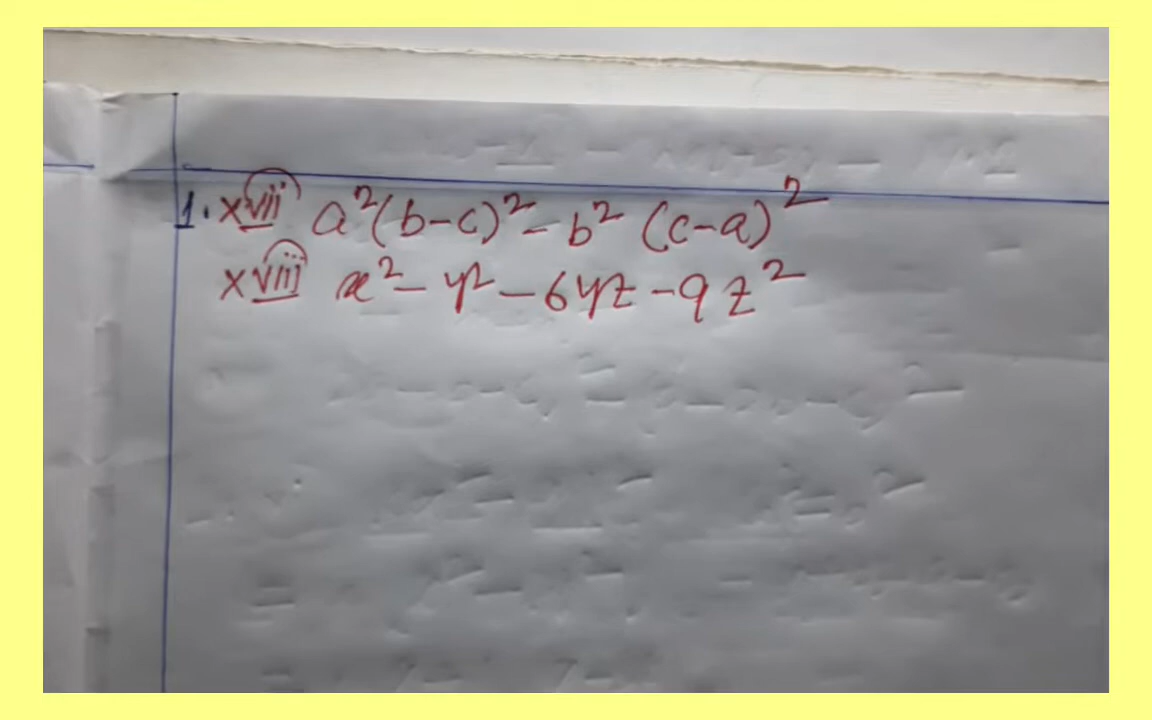 1. xvii a²(b-c)²-b² (c-a)²
xviii x²-y²-6yz-9z²